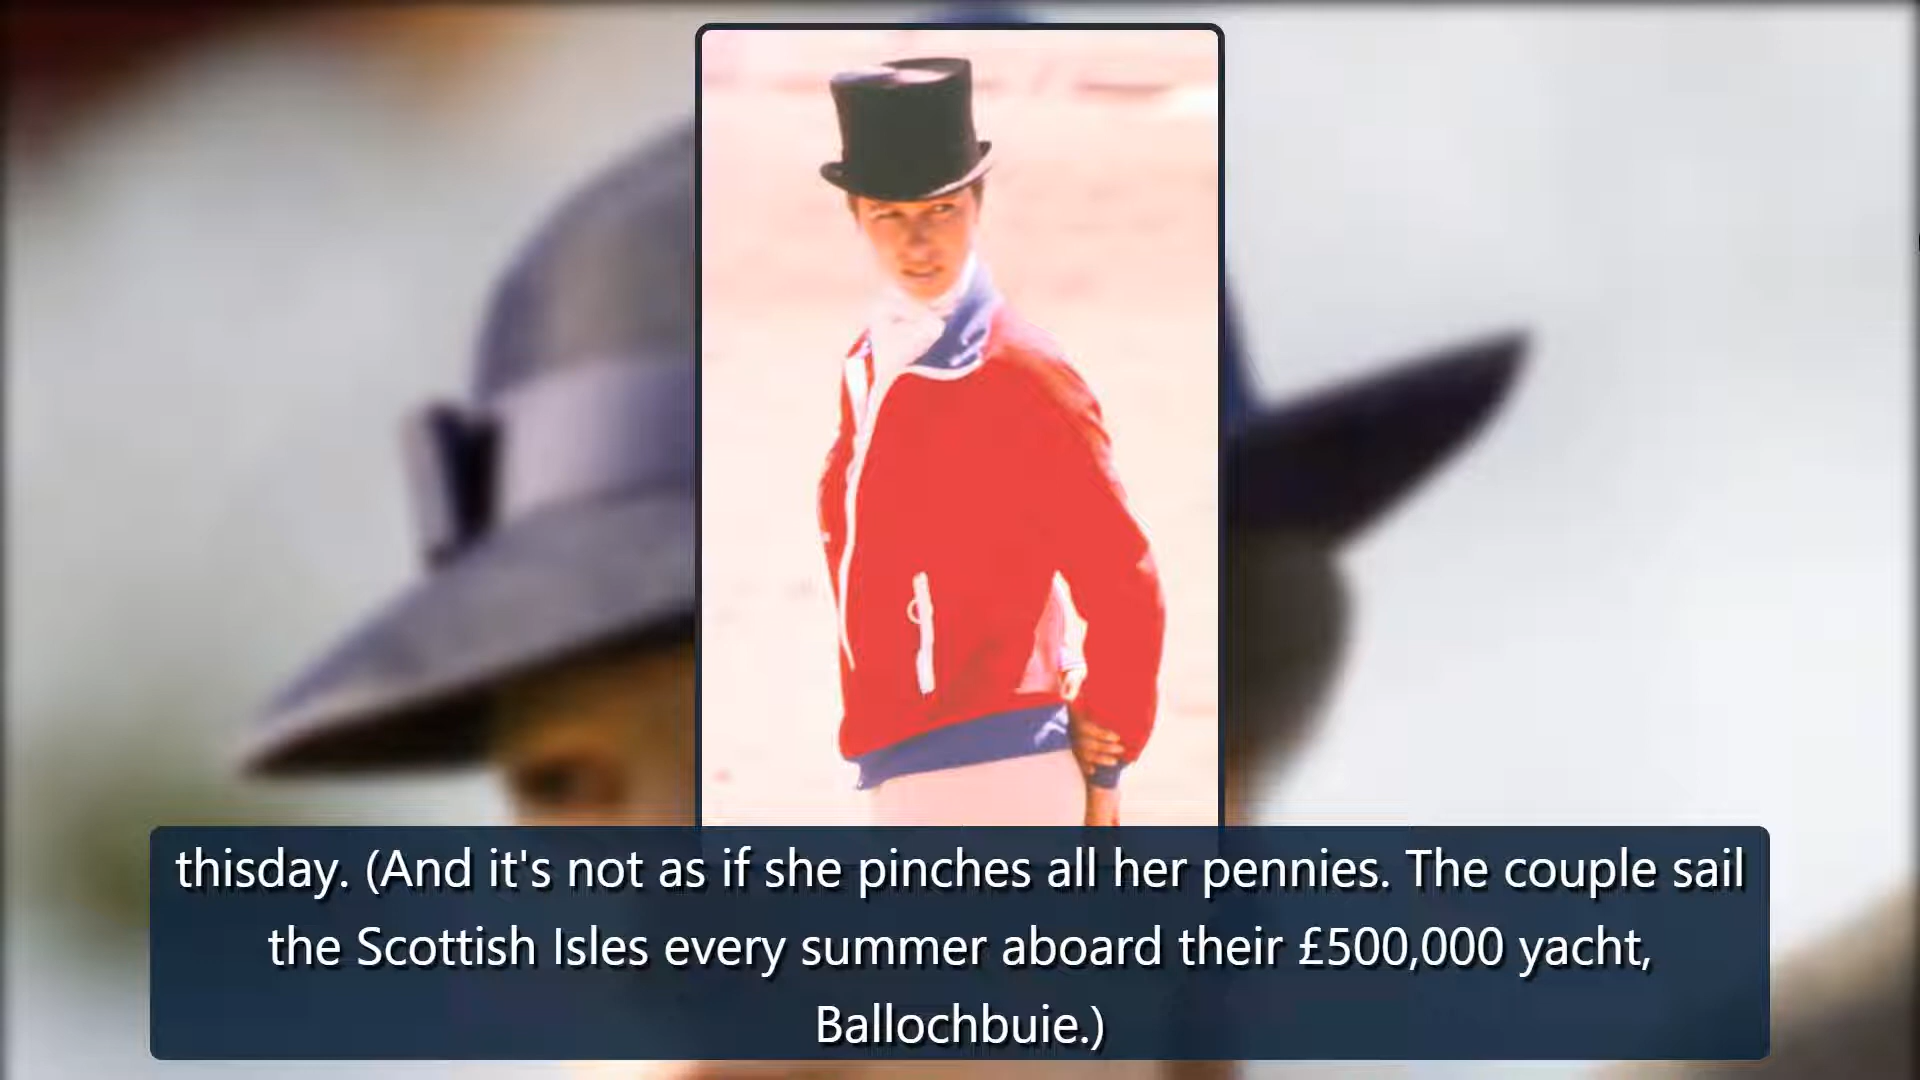 thisday. (And it's not as if she pinches all her pennies. The couple sail
the Scottish Isles every summer aboard their £500,000 yacht,
Ballochbuie.)